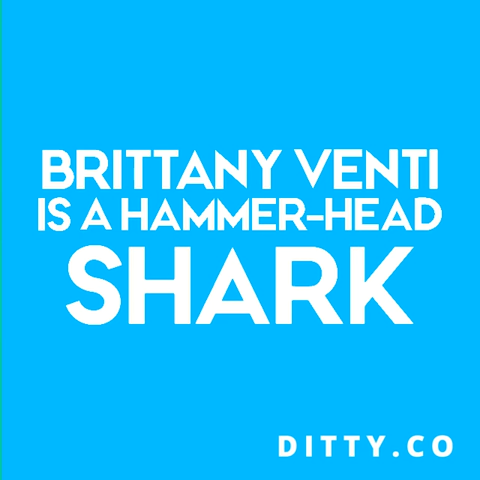 BRITTANY VENTI
IS A HAMMER-HEAD
SHARK
DITTY.CO